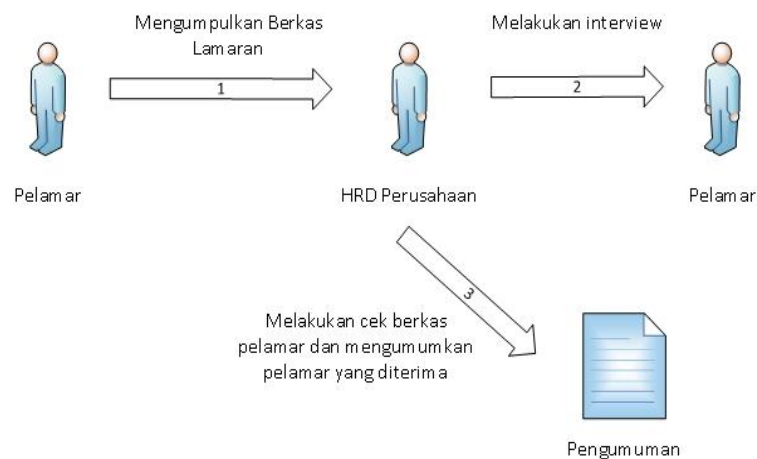 Mengumpulkan Berkas
Lamaran
Melakukan interview
1
2
Pelamar
HRD Perusahaan
Pelamar
3
Melakukan cek berkas
pelamar dan mengumumkan
pelamar yang diterima
Pengumuman